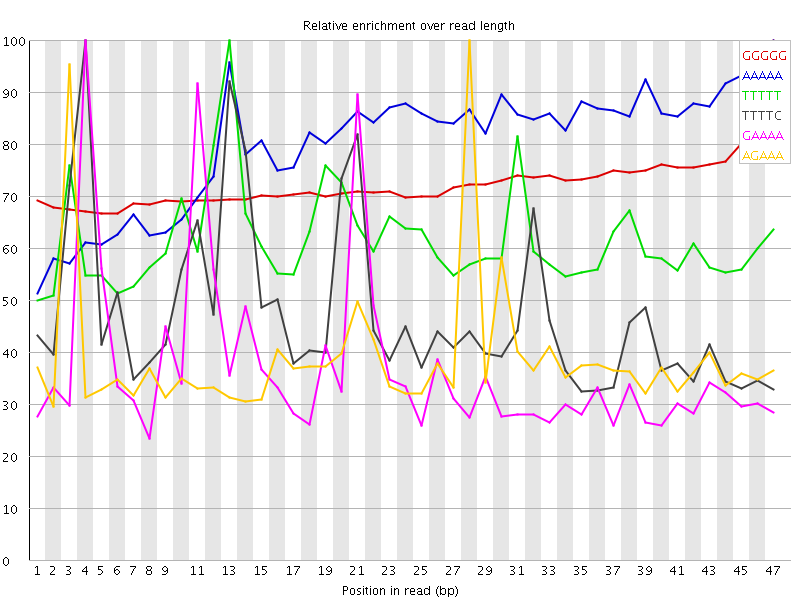 Relative enrichment over read length
100
90
80
70
60
50
40
30
20
10
0
GGGGG
AAAAA
TTTTT
TTTTC
GAAAA
AGAAA
1 2 3 4 5 6 7 8 9 11 13 15 17 19 21 23 25 27 29 31 33 35 37 39 41 43 45 47
Position in read (bp)